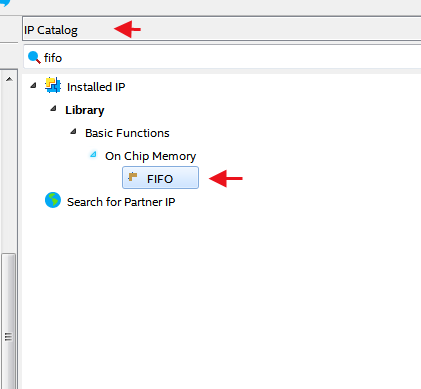 IP Catalog
fifo
Installed IP
Library
Basic Functions
On Chip Memory
FIFO
Search for Partner IP